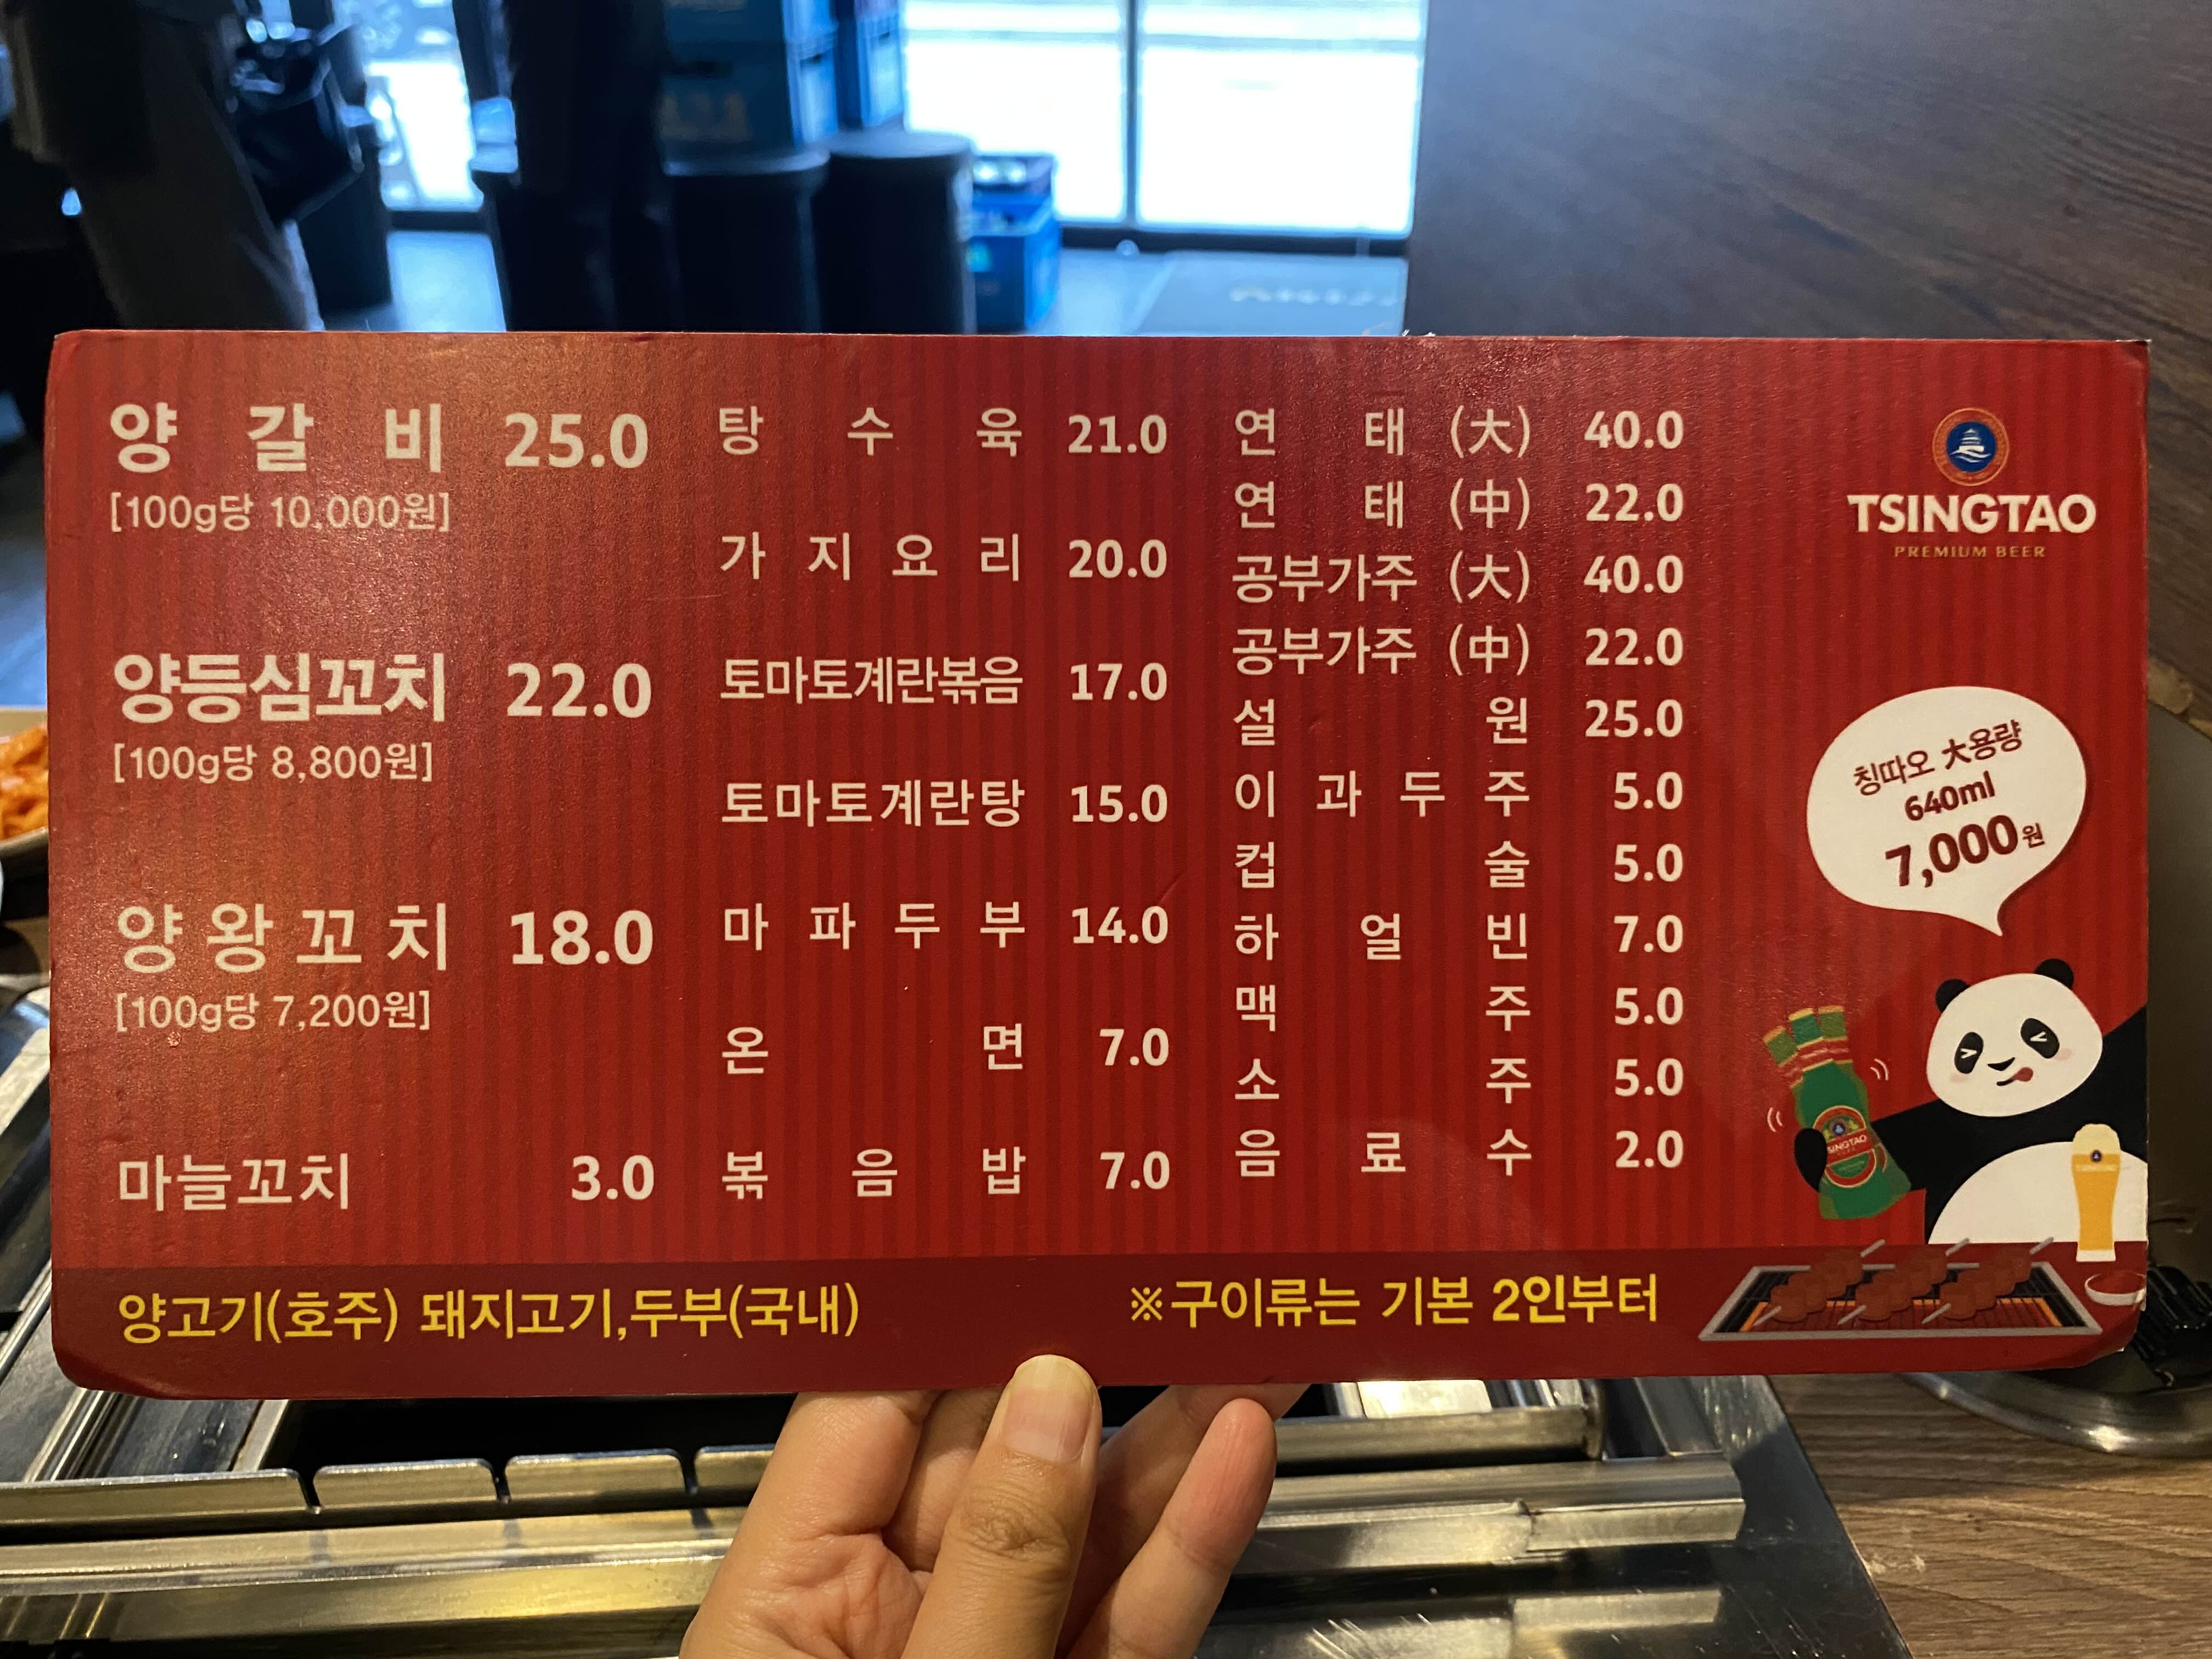 양갈비 25.0
[100g당 10,000원]
양등심꼬치 22.0
[100g당 8,800원]
양왕꼬치 18.0
[100g당 7,200원]
마늘꼬치 3.0
탕수육 21.0
가지요리 20.0
토마토계란볶음 17.0
토마토계란탕 15.0
마파두부 14.0
온면 7.0
볶음밥 7.0
연태 (大) 40.0
연태 (中) 22.0
공부가주 (大) 40.0
공부가주 (中) 22.0
설원 25.0
이과두주 5.0
컵술 5.0
하얼빈 7.0
맥주 5.0
소주 5.0
음료수 2.0
TSINGTAO
PREMIUM BEER
칭따오 大용량
640ml
7,000원
TSINGTAO
양고기(호주) 돼지고기,두부(국내)
※구이류는 기본 2인부터